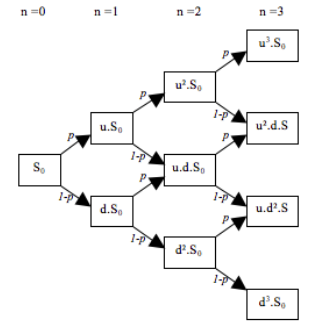 n =0 n =1 n =2 n =3
u³.S₀
p
u².S₀
p 1-p
u.S₀ u².d.S
p 1-p p
S₀ u.d.S₀
1-p p 1-p
d.S₀ u.d².S
1-p p
d².S₀
1-p
d³.S₀